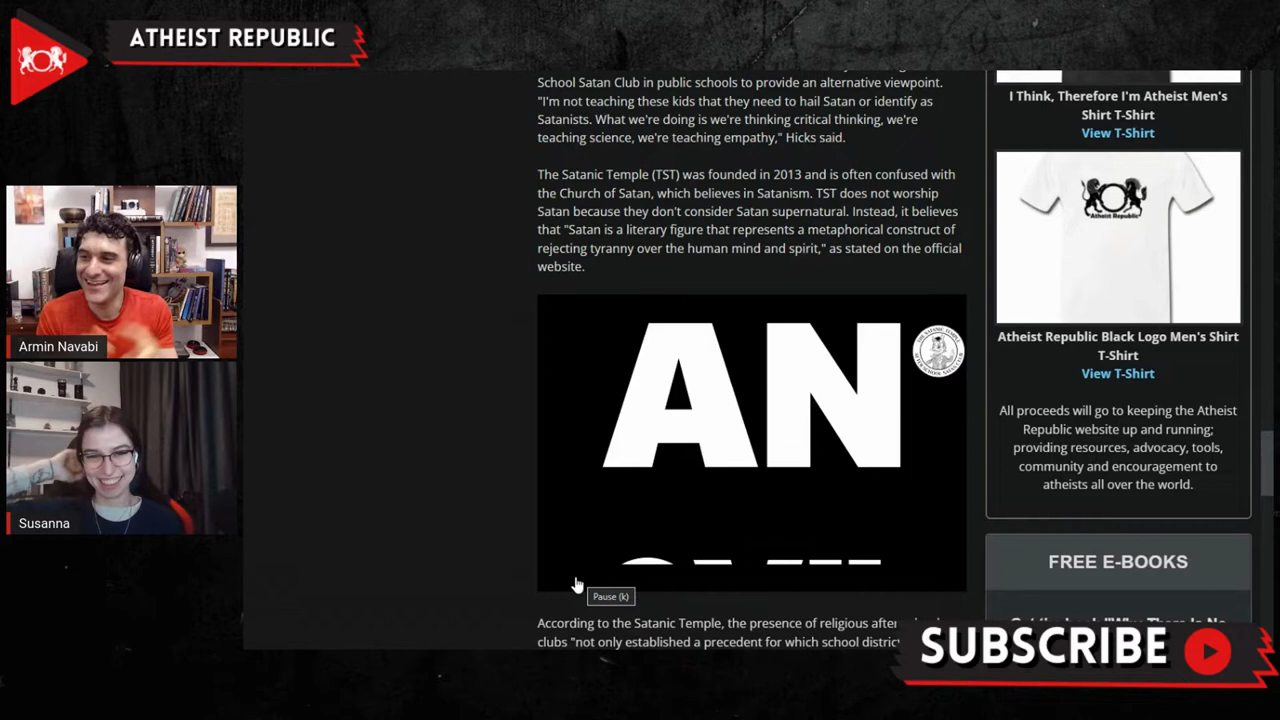 ATHEIST REPUBLIC
School Satan Club in public schools to provide an alternative viewpoint.
"I'm not teaching these kids that they need to hail Satan or identify as
Satanists. What we're doing is we're thinking critical thinking, we're
teaching science, we're teaching empathy," Hicks said.
The Satanic Temple (TST) was founded in 2013 and is often confused with
the Church of Satan, which believes in Satanism. TST does not worship
Satan because they don't consider Satan supernatural. Instead, it believes
that "Satan is a literary figure that represents a metaphorical construct of
rejecting tyranny over the human mind and spirit," as stated on the official
website.
AN
Pause (k)
According to the Satanic Temple, the presence of religious after
clubs "not only established a precedent for which school distric
I Think, Therefore I'm Atheist Men's
Shirt T-Shirt
View T-Shirt
Atheist Republic
Atheist Republic Black Logo Men's Shirt
T-Shirt
View T-Shirt
All proceeds will go to keeping the Atheist
Republic website up and running;
providing resources, advocacy, tools,
community and encouragement to
atheists all over the world.
FREE E-BOOKS
Armin Navabi
Susanna
SUBSCRIBE